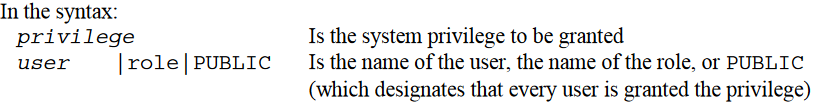 In the syntax:
privilege Is the system privilege to be granted
user |role|PUBLIC Is the name of the user, the name of the role, or PUBLIC
(which designates that every user is granted the privilege)